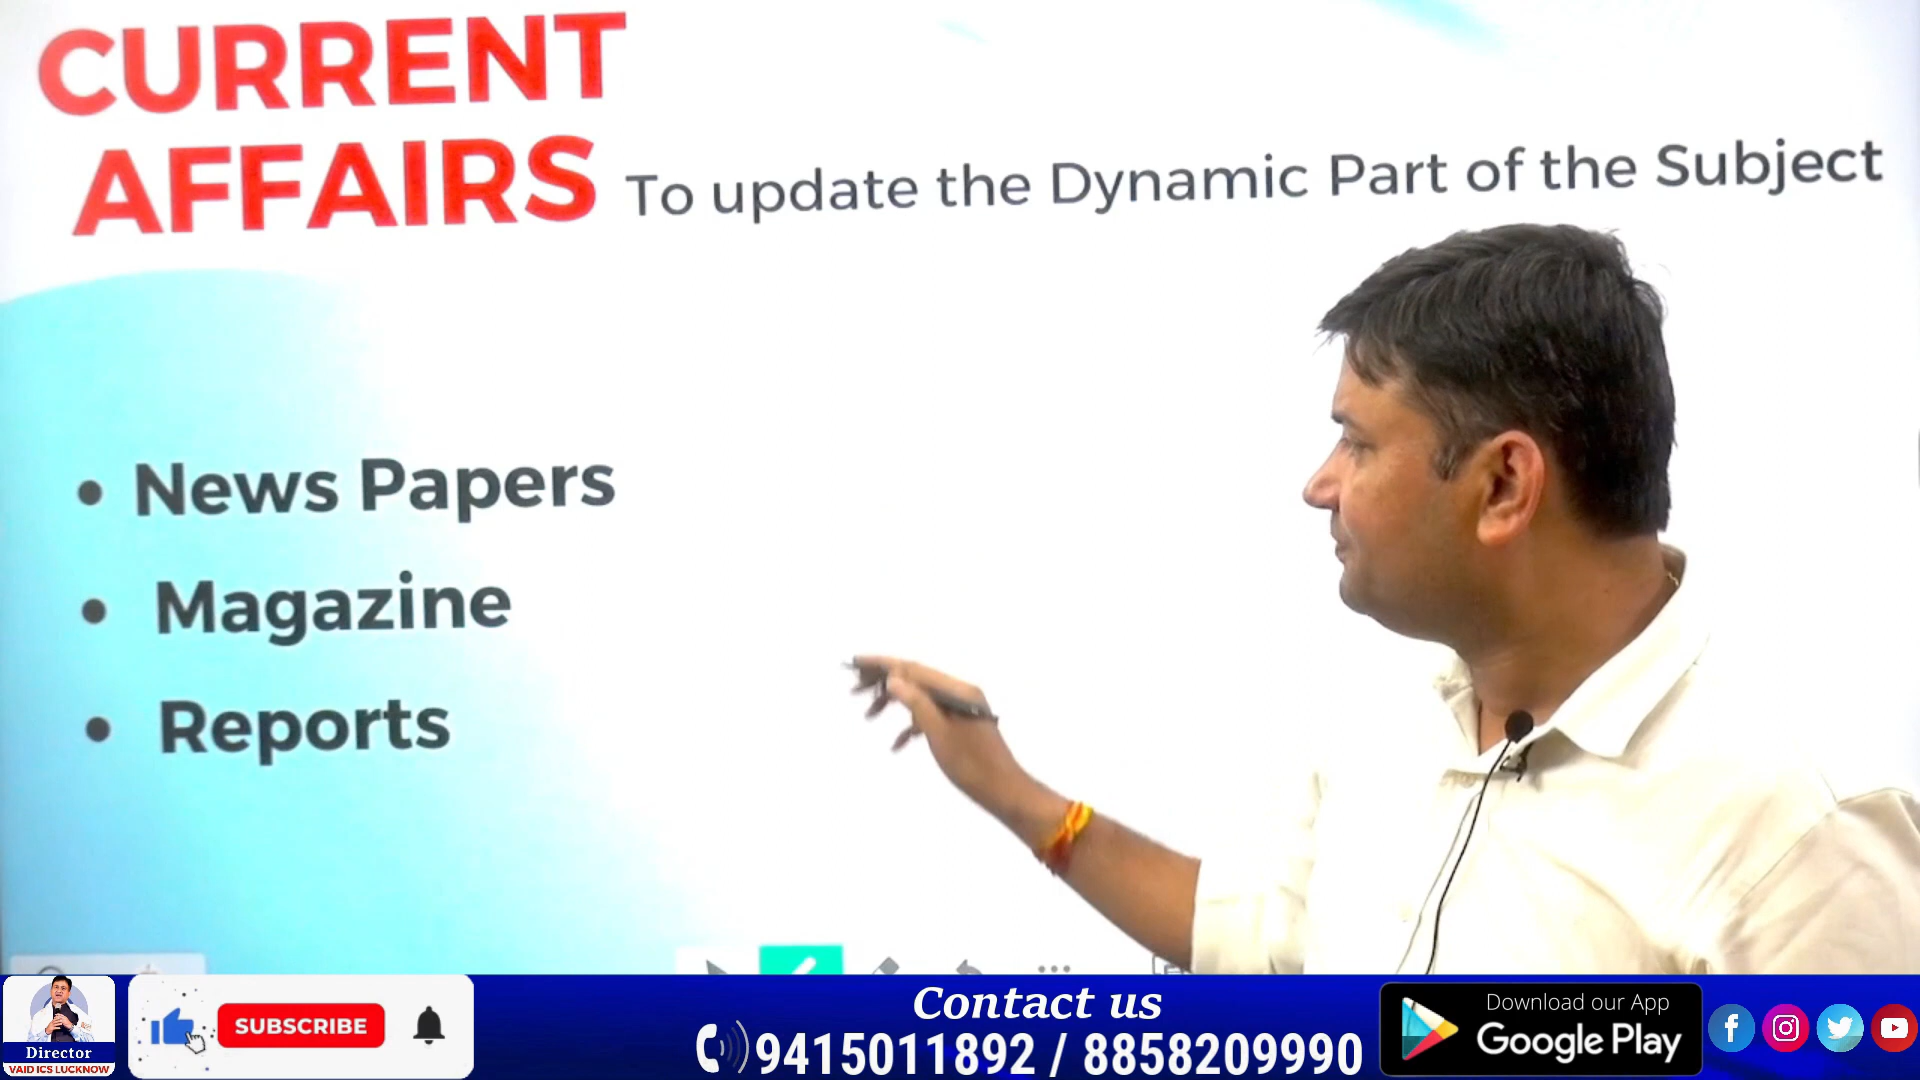 CURRENT
AFFAIRS To update the Dynamic Part of the Subject
• News Papers
• Magazine
• Reports
Director
VAID ICS LUCKNOW
SUBSCRIBE
Contact us
9415011892 / 8858209990
Download our App
Google Play